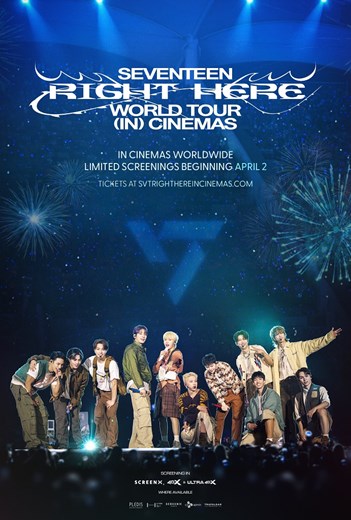 SEVENTEEN
RIGHT HERE
WORLD TOUR
(IN) CINEMAS
IN CINEMAS WORLDWIDE
LIMITED SCREENINGS BEGINNING APRIL 2
TICKETS AT SVTRIGHTHEREINCINEMAS.COM
SCREENING IN
SCREENX, 4DX & ULTRA 4DX
WHERE AVAILABLE
PLEDIS